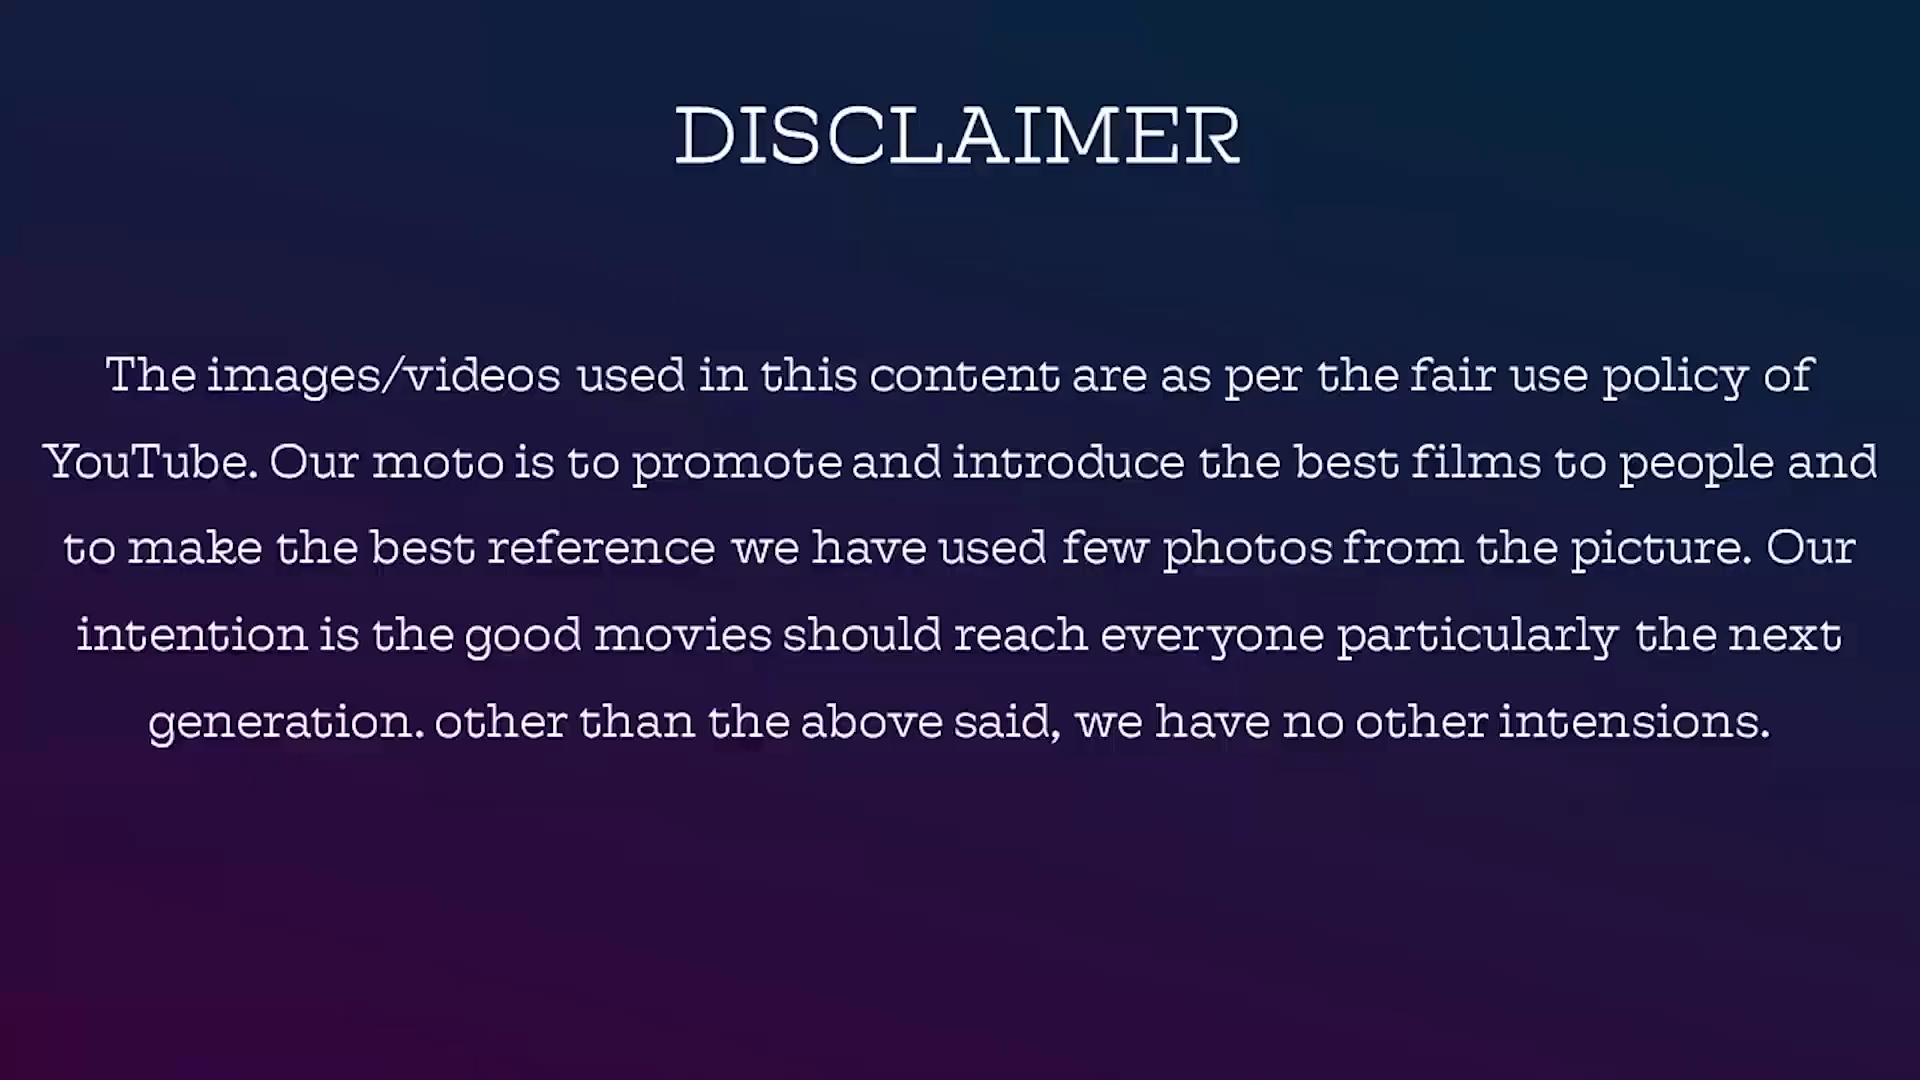 DISCLAIMER
The images/videos used in this content are as per the fair use policy of
YouTube. Our moto is to promote and introduce the best films to people and
to make the best reference we have used few photos from the picture. Our
intention is the good movies should reach everyone particularly the next
generation. other than the above said, we have no other intensions.